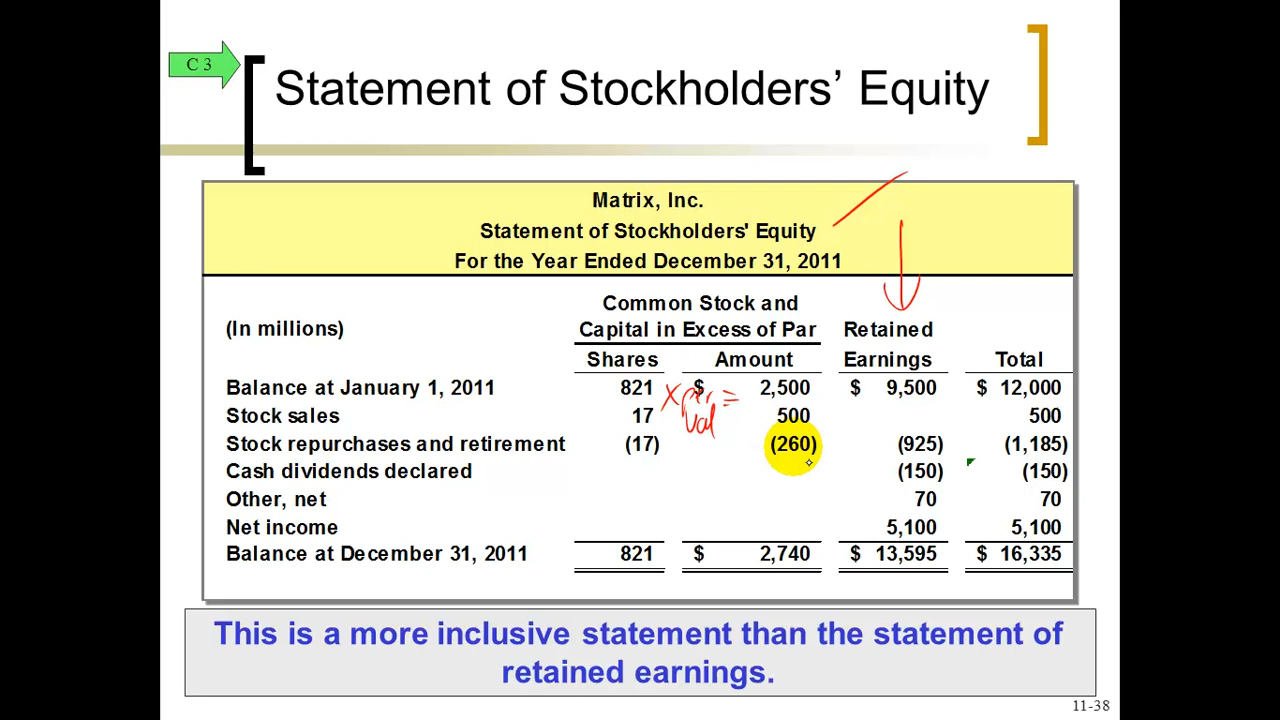 C 3
Statement of Stockholders’ Equity
Matrix, Inc.
Statement of Stockholders' Equity
For the Year Ended December 31, 2011
Common Stock and
(In millions) Capital in Excess of Par Retained
Shares Amount Earnings Total
Balance at January 1, 2011 821 $ 2,500 $ 9,500 $ 12,000
x par =
val
Stock sales 17 500 500
Stock repurchases and retirement (17) (260) (925) (1,185)
Cash dividends declared (150) (150)
Other, net 70 70
Net income 5,100 5,100
Balance at December 31, 2011 821 $ 2,740 $ 13,595 $ 16,335
This is a more inclusive statement than the statement of
retained earnings.
11-38